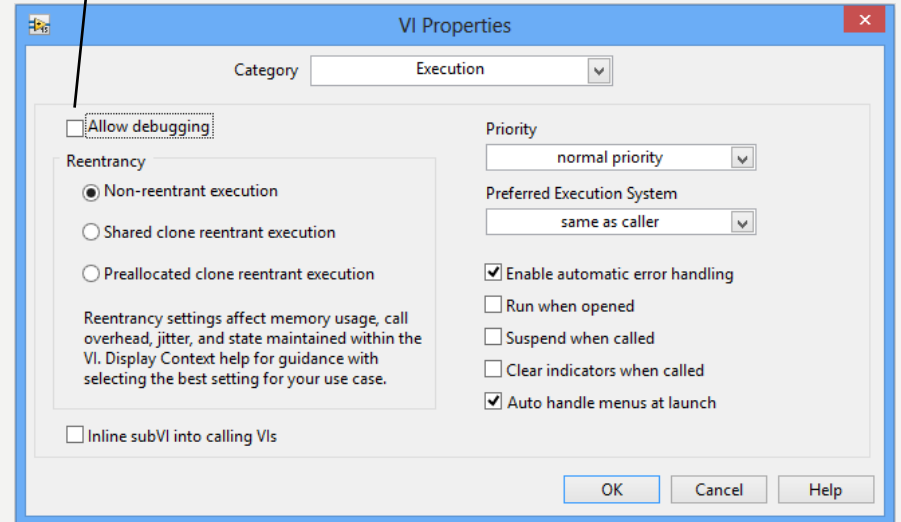 VI Properties
Category
Execution
Allow debugging
Reentrancy
Non-reentrant execution
Shared clone reentrant execution
Preallocated clone reentrant execution
Reentrancy settings affect memory usage, call
overhead, jitter, and state maintained within the
VI. Display Context help for guidance with
selecting the best setting for your use case.
Inline subVI into calling VIs
Priority
normal priority
Preferred Execution System
same as caller
Enable automatic error handling
Run when opened
Suspend when called
Clear indicators when called
Auto handle menus at launch
OK
Cancel
Help